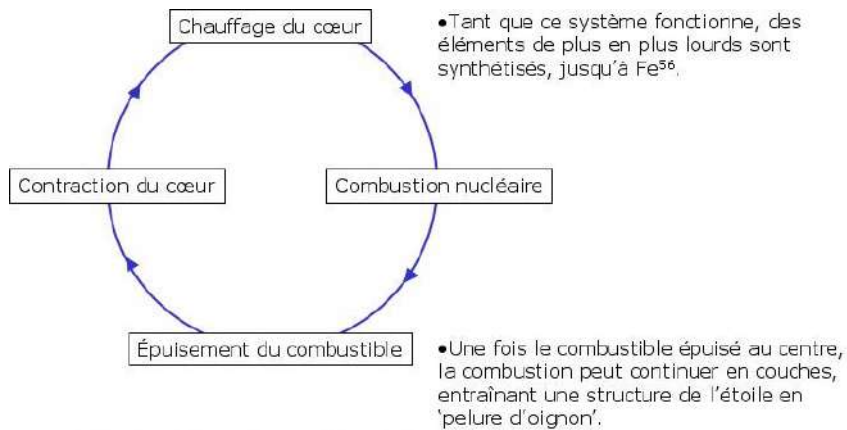 Chauffage du cœur
•Tant que ce système fonctionne, des
éléments de plus en plus lourds sont
synthétisés, jusqu'à Fe⁵⁶.
Contraction du cœur
Combustion nucléaire
Épuisement du combustible
•Une fois le combustible épuisé au centre,
la combustion peut continuer en couches,
entraînant une structure de l'étoile en
'pelure d'oignon'.